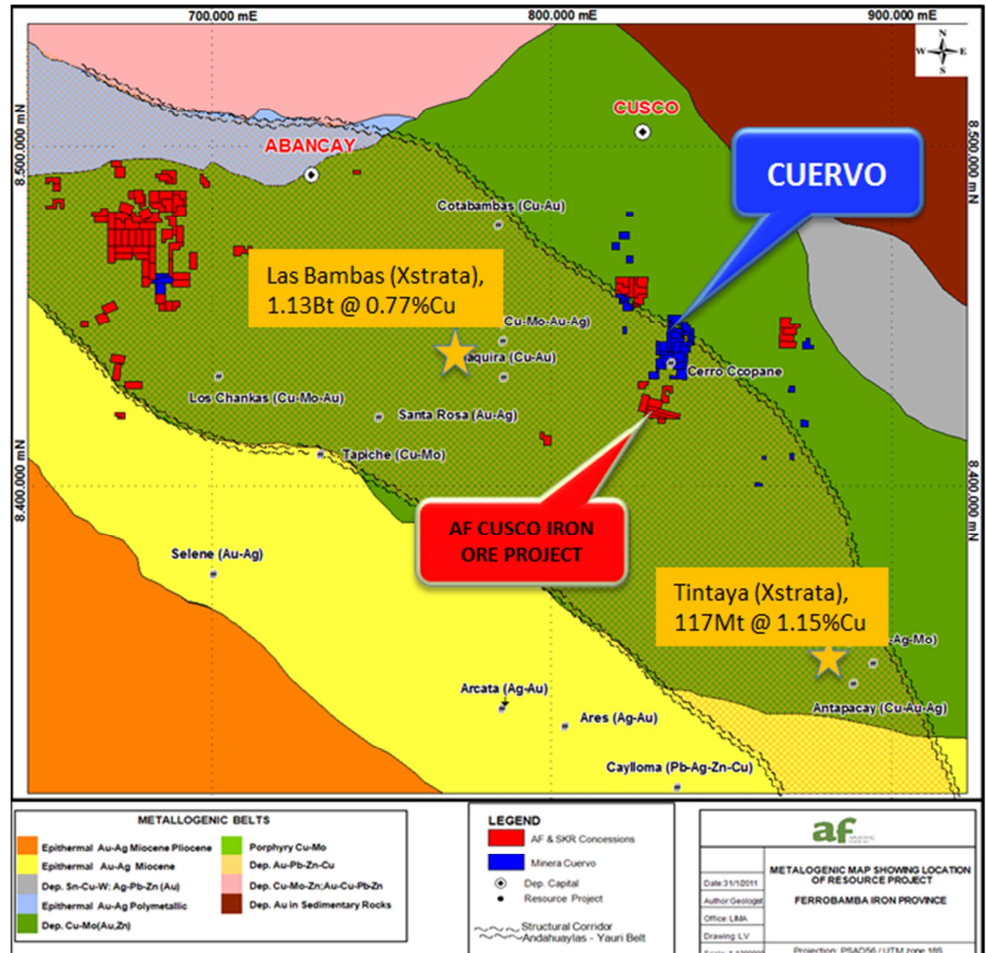 700.000 mE
800.000 mE
900.000 mE
N
W E
S
8.500.000 mN
8.500.000 mN
CUSCO
ABANCAY
CUERVO
Cotabambas (Cu-Au)
Las Bambas (Xstrata),
1.13Bt @ 0.77%Cu
Cu-Mo-Au-Ag)
aquira (Cu-Au)
Cerro Ccopane
Los Chankas (Cu-Mo-Au)
Santa Rosa (Au-Ag)
Tapiche (Cu-Mo)
8.400.000 mN
8.400.000 mN
AF CUSCO IRON
ORE PROJECT
Selene (Au-Ag)
Tintaya (Xstrata),
117Mt @ 1.15%Cu
-Ag-Mo)
Arcata (Ag-Au)
Antapacay (Cu-Au-Ag)
Ares (Ag-Au)
Caylloma (Pb-Ag-Zn-Cu)
METALLOGENIC BELTS
Epithermal Au-Ag Miocene Pliocene
Epithermal Au-Ag Miocene
Dep. Sn-Cu-W: Ag-Pb-Zn (Au)
Epithermal Au-Ag Polymetallic
Dep. Cu-Mo(Au,Zn)
Porphyry Cu-Mo
Dep. Au-Pb-Zn-Cu
Dep. Cu-Mo-Zn;Au-Cu-Pb-Zn
Dep. Au in Sedimentary Rocks
LEGEND
AF & SKR Concessions
Minera Cuervo
Dep. Capital
Resource Project
Structural Corridor
Andahuaylas - Yauri Belt
af
Date:31/1/2011
Author:Geologist
Office: LIMA
Drawing: L.V
METALOGENIC MAP SHOWING LOCATION
OF RESOURCE PROJECT
FERROBAMBA IRON PROVINCE
Projection: PSAD56 / UTM zone 18S